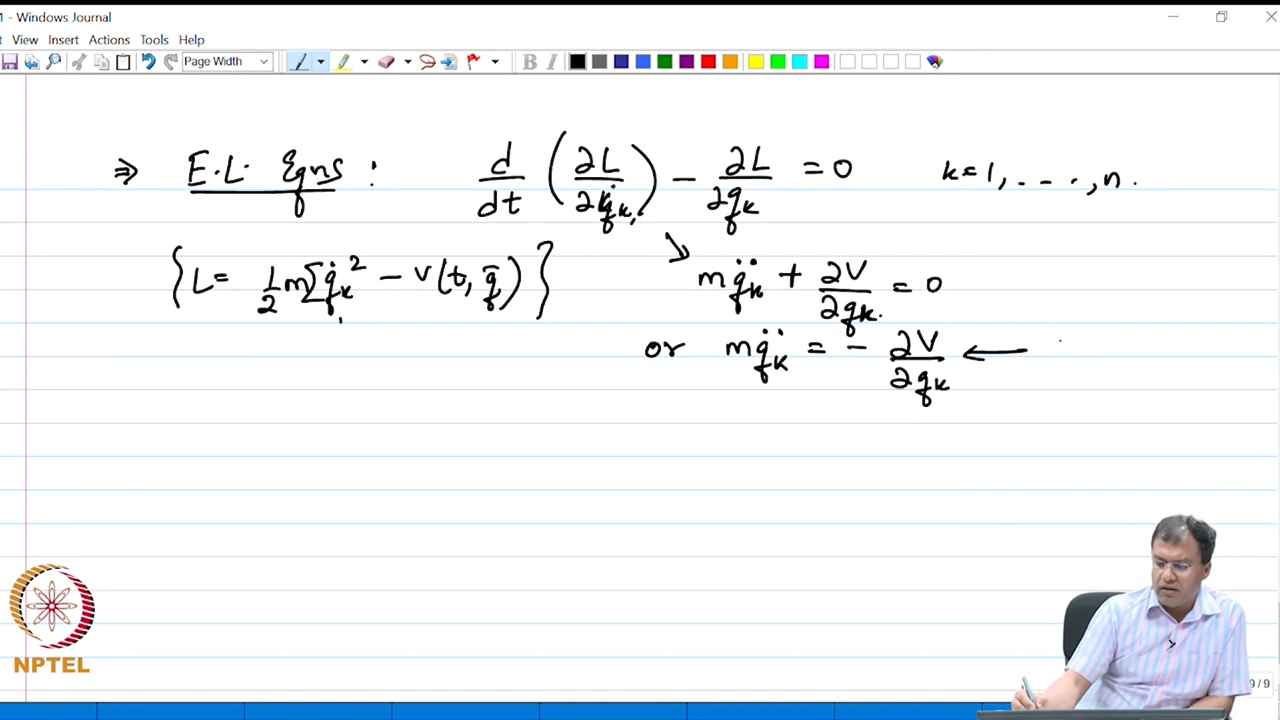 1 - Windows Journal
t View Insert Actions Tools Help
Page Width
B I
⇒ E.L. Eqns : d/dt (∂L/∂q̇k) − ∂L/∂qk = 0 k=1, ...., n.
{ L = 1/2 m Σ q̇k² − V(t, q̄) } m q̈k + ∂V/∂qk = 0
or m q̈k = − ∂V/∂qk ←
NPTEL
9/9